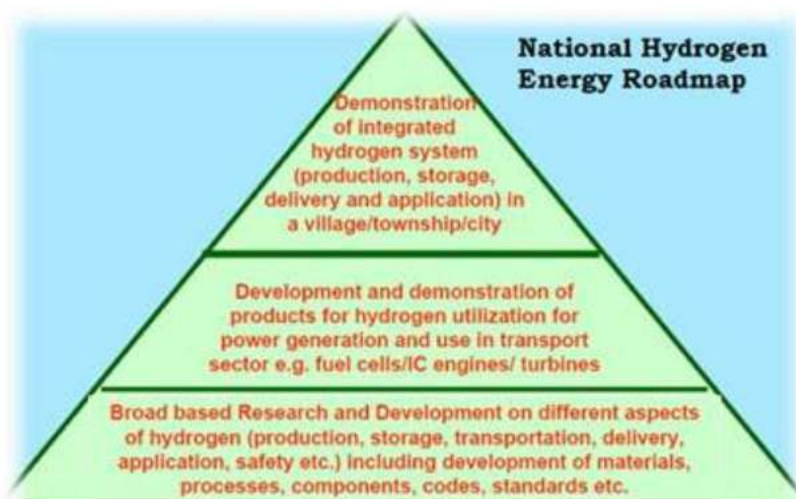 National Hydrogen
Energy Roadmap
Demonstration
of integrated
hydrogen system
(production, storage,
delivery and application) in
a village/township/city
Development and demonstration of
products for hydrogen utilization for
power generation and use in transport
sector e.g. fuel cells/IC engines/ turbines
Broad based Research and Development on different aspects
of hydrogen (production, storage, transportation, delivery,
application, safety etc.) including development of materials,
processes, components, codes, standards etc.